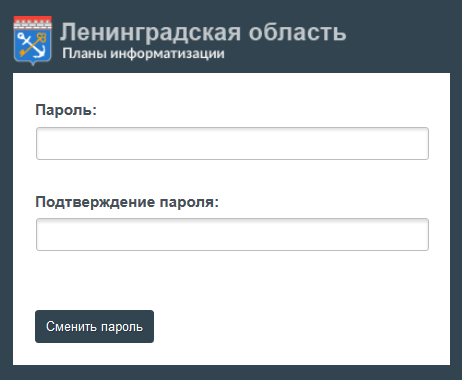 Ленинградская область
Планы информатизации
Пароль:
Подтверждение пароля:
Сменить пароль